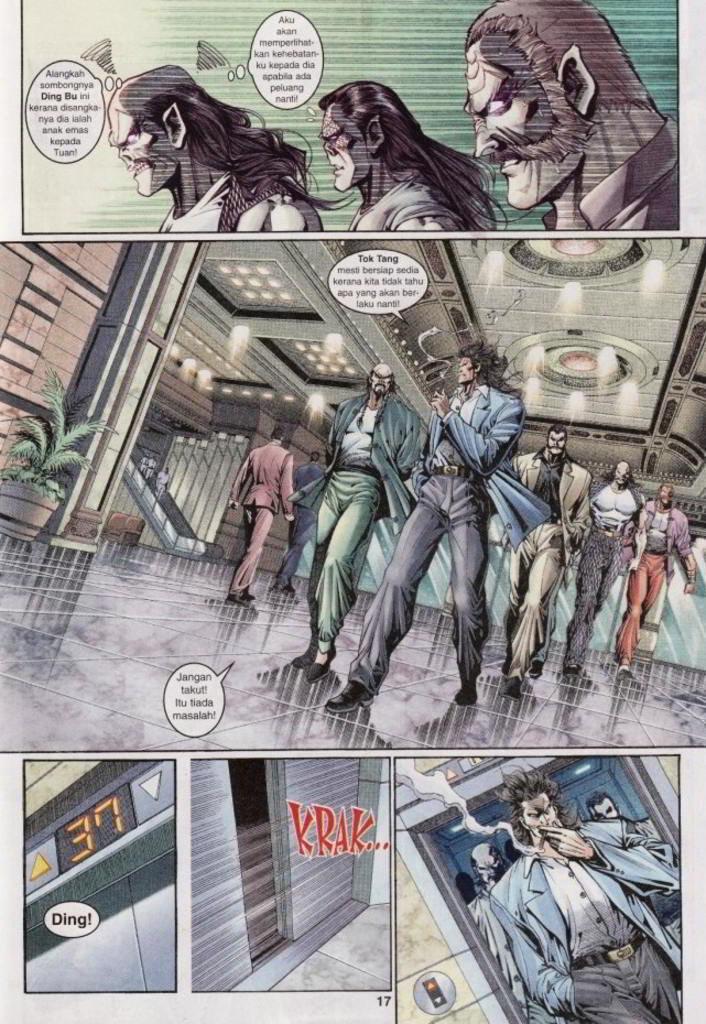 Alangkah
sombongnya
Ding Bu ini
kerana disangka-
nya dia ialah
anak emas
kepada
Tuan!
Aku
akan
memperlihat-
kan kehebatan-
ku kepada dia
apabila ada
peluang
nanti!
Tok Tang
mesti bersiap sedia
kerana kita tidak tahu
apa yang akan ber-
laku nanti!
Jangan
takut!
Itu tiada
masalah!
37
Ding!
KRAK...
17